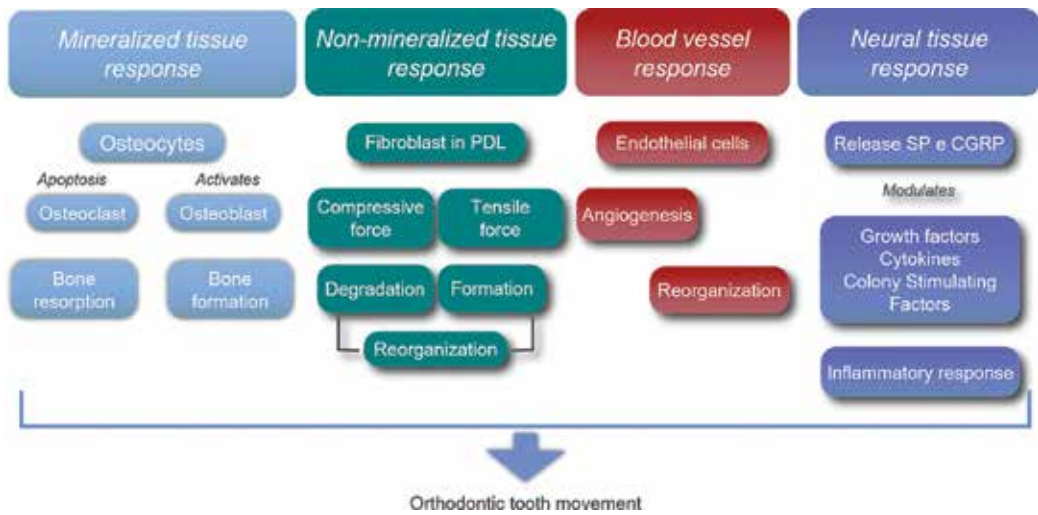 Mineralized tissue
response
Osteocytes
Apoptosis
Activates
Osteoclast
Osteoblast
Bone
resorption
Bone
formation
Non-mineralized tissue
response
Fibroblast in PDL
Compressive
force
Tensile
force
Degradation
Formation
Reorganization
Blood vessel
response
Endothelial cells
Angiogenesis
Reorganization
Neural tissue
response
Release SP e CGRP
Modulates
Growth factors
Cytokines
Colony Stimulating
Factors
Inflammatory response
Orthodontic tooth movement